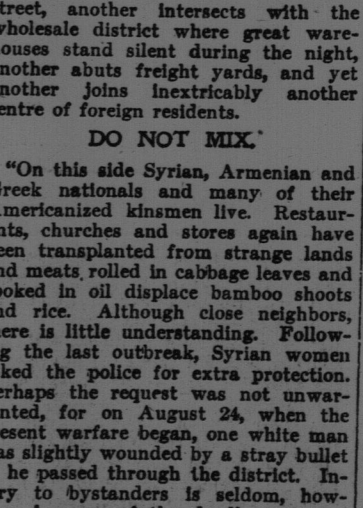 treet, another intersects with the
wholesale district where great ware-
ouses stand silent during the night,
nother abuts freight yards, and yet
nother joins inextricably another
entre of foreign residents.
DO NOT MIX.
"On this side Syrian, Armenian and
Greek nationals and many of their
mericanized kinsmen live. Restaur-
nts, churches and stores again have
een transplanted from strange lands
nd meats rolled in cabbage leaves and
ooked in oil displace bamboo shoots
nd rice. Although close neighbors,
here is little understanding. Follow-
g the last outbreak, Syrian women
ked the police for extra protection.
erhaps the request was not unwar-
nted, for on August 24, when the
esent warfare began, one white man
as slightly wounded by a stray bullet
he passed through the district. In-
ry to bystanders is seldom, how-